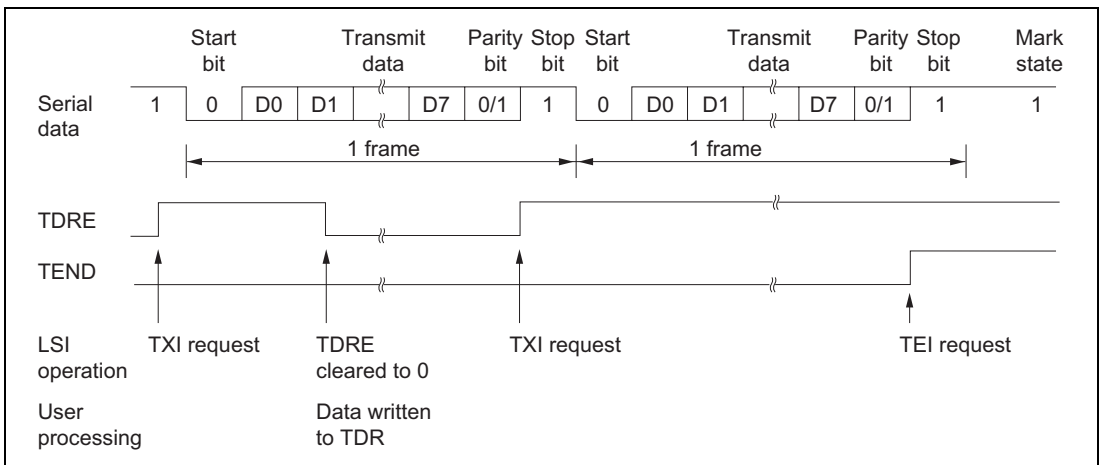 Start Transmit Parity Stop Start Transmit Parity Stop Mark
bit data bit bit bit data bit bit state
Serial 1 0 D0 D1 D7 0/1 1 0 D0 D1 D7 0/1 1 1
data
1 frame 1 frame
TDRE
TEND
LSI TXI request TDRE TXI request TEI request
operation cleared to 0
User Data written
processing to TDR